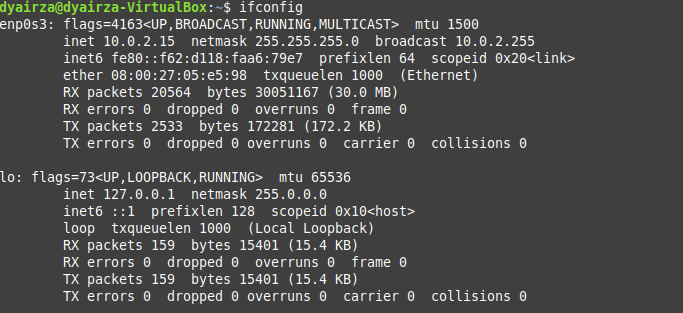 dyairza@dyairza-VirtualBox:~$ ifconfig
enp0s3: flags=4163<UP,BROADCAST,RUNNING,MULTICAST>  mtu 1500
        inet 10.0.2.15  netmask 255.255.255.0  broadcast 10.0.2.255
        inet6 fe80::f62:d118:faa6:79e7  prefixlen 64  scopeid 0x20<link>
        ether 08:00:27:05:e5:98  txqueuelen 1000  (Ethernet)
        RX packets 20564  bytes 30051167 (30.0 MB)
        RX errors 0  dropped 0  overruns 0  frame 0
        TX packets 2533  bytes 172281 (172.2 KB)
        TX errors 0  dropped 0 overruns 0  carrier 0  collisions 0

lo: flags=73<UP,LOOPBACK,RUNNING>  mtu 65536
        inet 127.0.0.1  netmask 255.0.0.0
        inet6 ::1  prefixlen 128  scopeid 0x10<host>
        loop  txqueuelen 1000  (Local Loopback)
        RX packets 159  bytes 15401 (15.4 KB)
        RX errors 0  dropped 0  overruns 0  frame 0
        TX packets 159  bytes 15401 (15.4 KB)
        TX errors 0  dropped 0 overruns 0  carrier 0  collisions 0